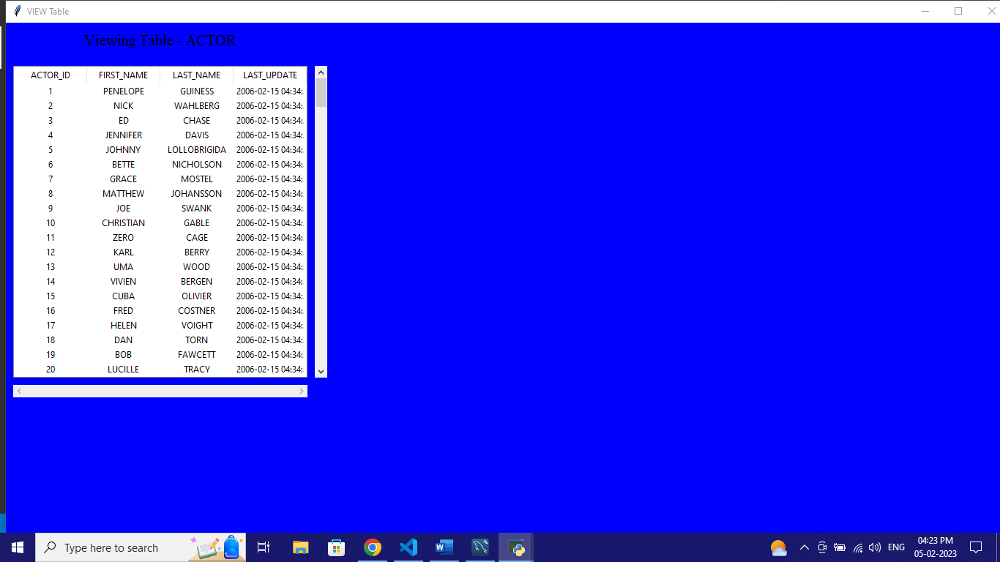 VIEW Table
Viewing Table - ACTOR
ACTOR_ID FIRST_NAME LAST_NAME LAST_UPDATE
1 PENELOPE GUINESS 2006-02-15 04:34:
2 NICK WAHLBERG 2006-02-15 04:34:
3 ED CHASE 2006-02-15 04:34:
4 JENNIFER DAVIS 2006-02-15 04:34:
5 JOHNNY LOLLOBRIGIDA 2006-02-15 04:34:
6 BETTE NICHOLSON 2006-02-15 04:34:
7 GRACE MOSTEL 2006-02-15 04:34:
8 MATTHEW JOHANSSON 2006-02-15 04:34:
9 JOE SWANK 2006-02-15 04:34:
10 CHRISTIAN GABLE 2006-02-15 04:34:
11 ZERO CAGE 2006-02-15 04:34:
12 KARL BERRY 2006-02-15 04:34:
13 UMA WOOD 2006-02-15 04:34:
14 VIVIEN BERGEN 2006-02-15 04:34:
15 CUBA OLIVIER 2006-02-15 04:34:
16 FRED COSTNER 2006-02-15 04:34:
17 HELEN VOIGHT 2006-02-15 04:34:
18 DAN TORN 2006-02-15 04:34:
19 BOB FAWCETT 2006-02-15 04:34:
20 LUCILLE TRACY 2006-02-15 04:34:
Type here to search
ENG
04:23 PM
05-02-2023